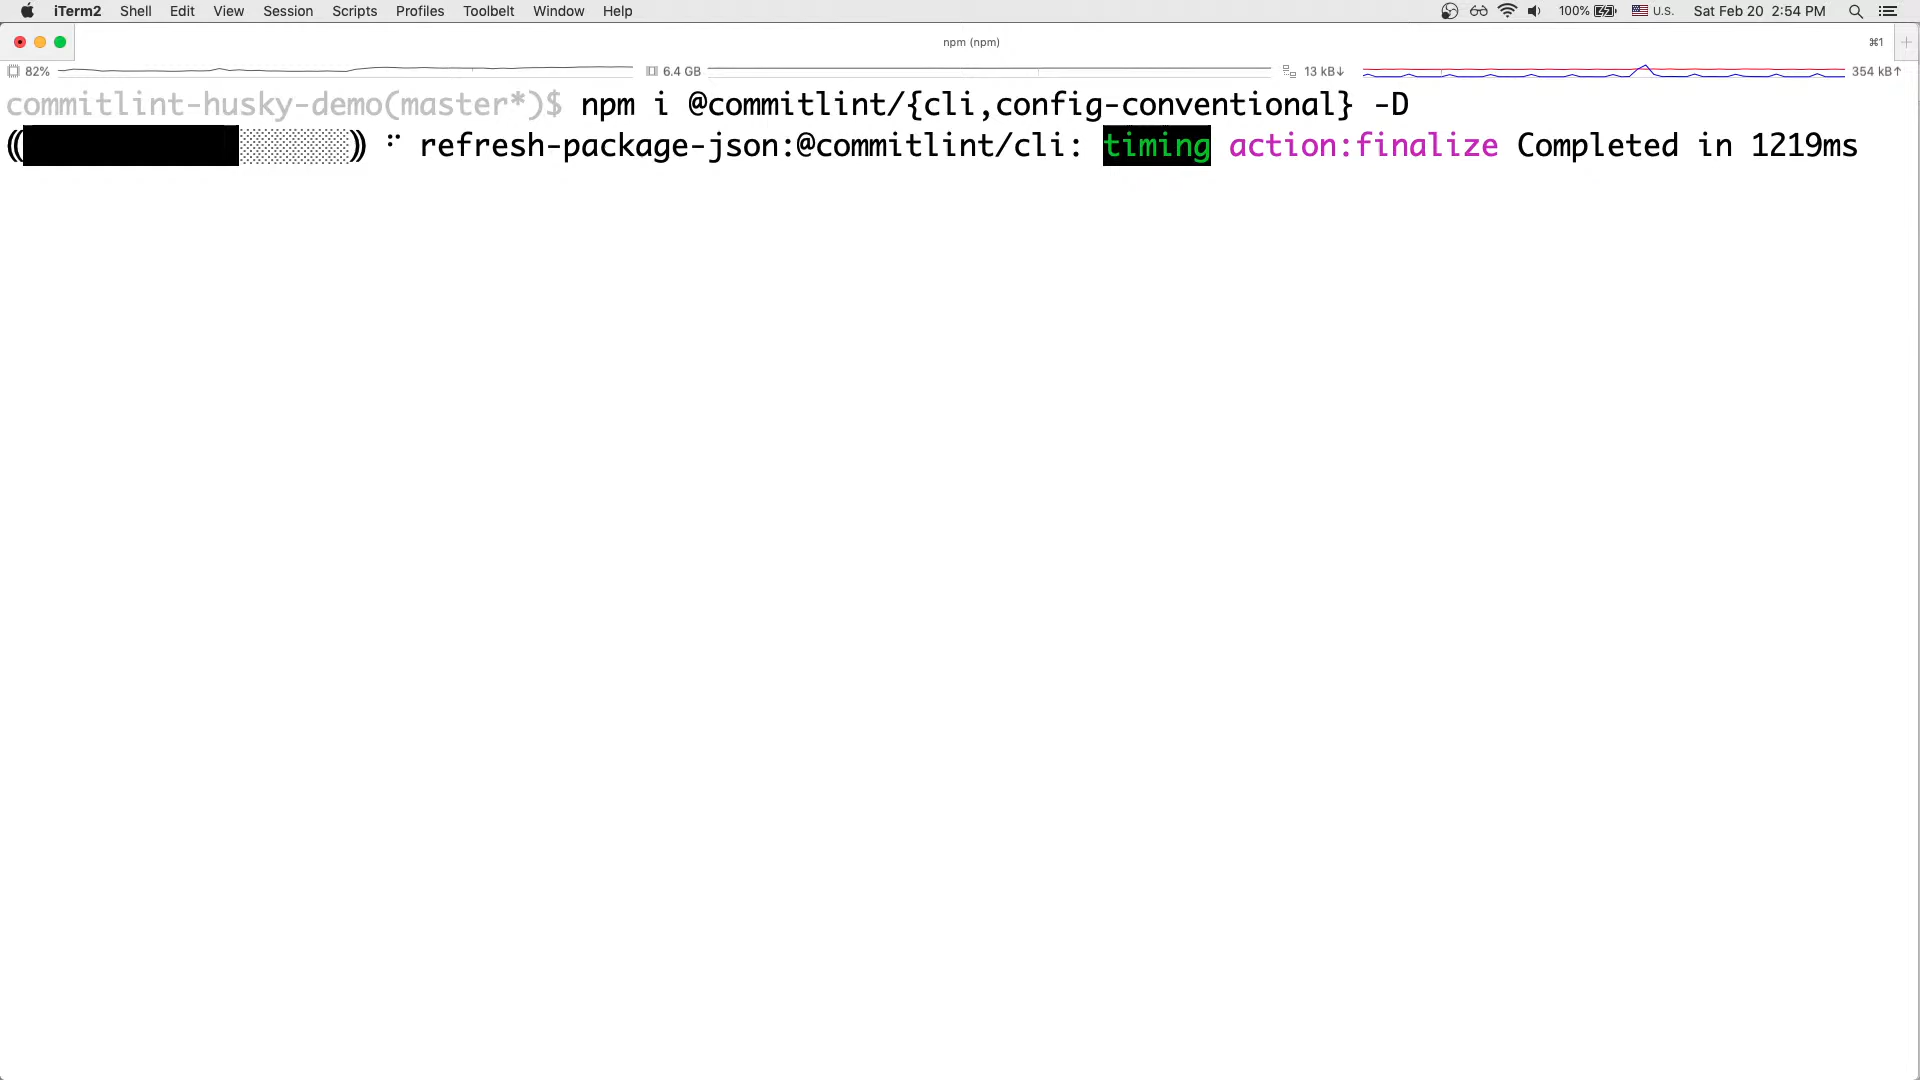 iTerm2 Shell Edit View Session Scripts Profiles Toolbelt Window Help 100% U.S. Sat Feb 20 2:54 PM
npm (npm) ⌘1
82% 6.4 GB 13 kB↓ 354 kB↑
commitlint-husky-demo(master*)$ npm i @commitlint/{cli,config-conventional} -D
refresh-package-json:@commitlint/cli: timing action:finalize Completed in 1219ms